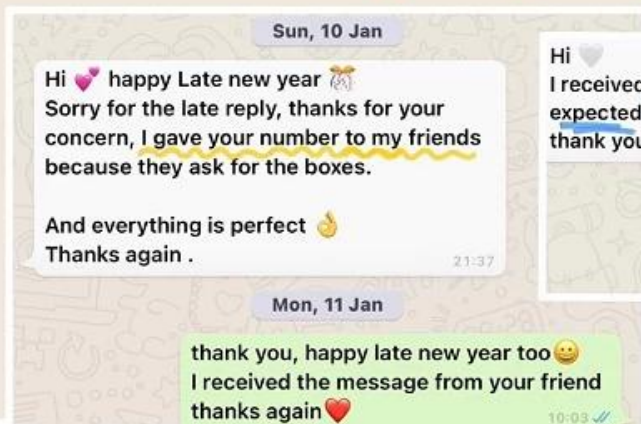 Sun, 10 Jan
Hi 💕 happy Late new year 🎊
Sorry for the late reply, thanks for your
concern, I gave your number to my friends
because they ask for the boxes.
And everything is perfect 👌
Thanks again .
21:37
Mon, 11 Jan
thank you, happy late new year too😀
I received the message from your friend
thanks again❤️
10:03
Hi 🤍
I received
expected
thank you